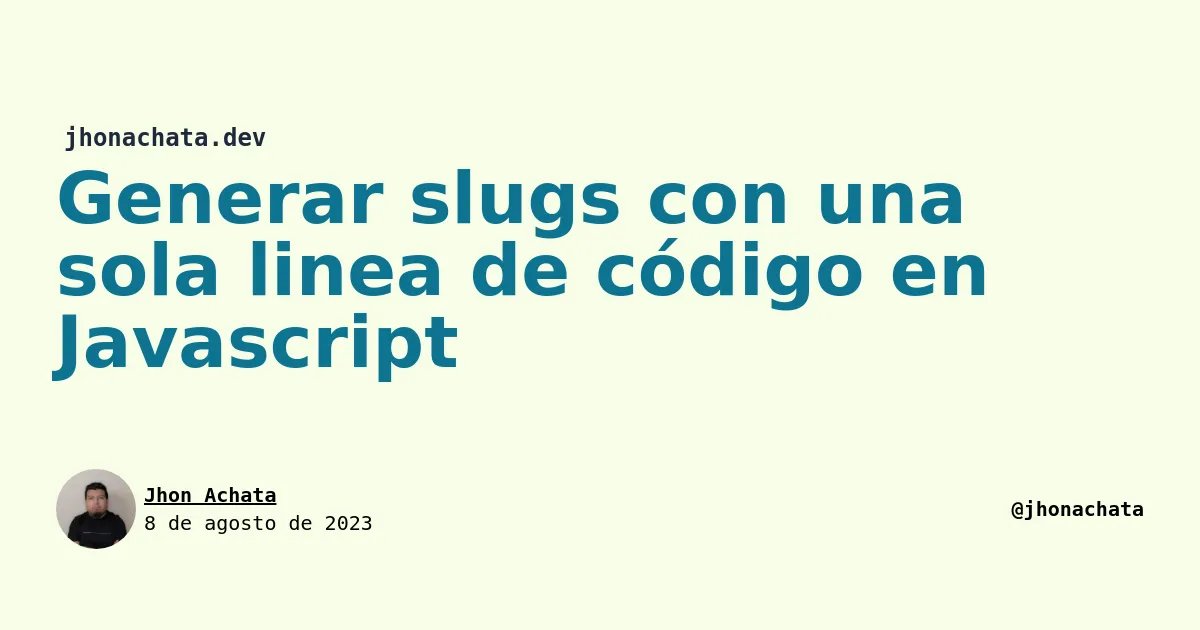 jhonachata.dev
Generar slugs con una
sola linea de código en
Javascript
Jhon Achata
8 de agosto de 2023
@jhonachata